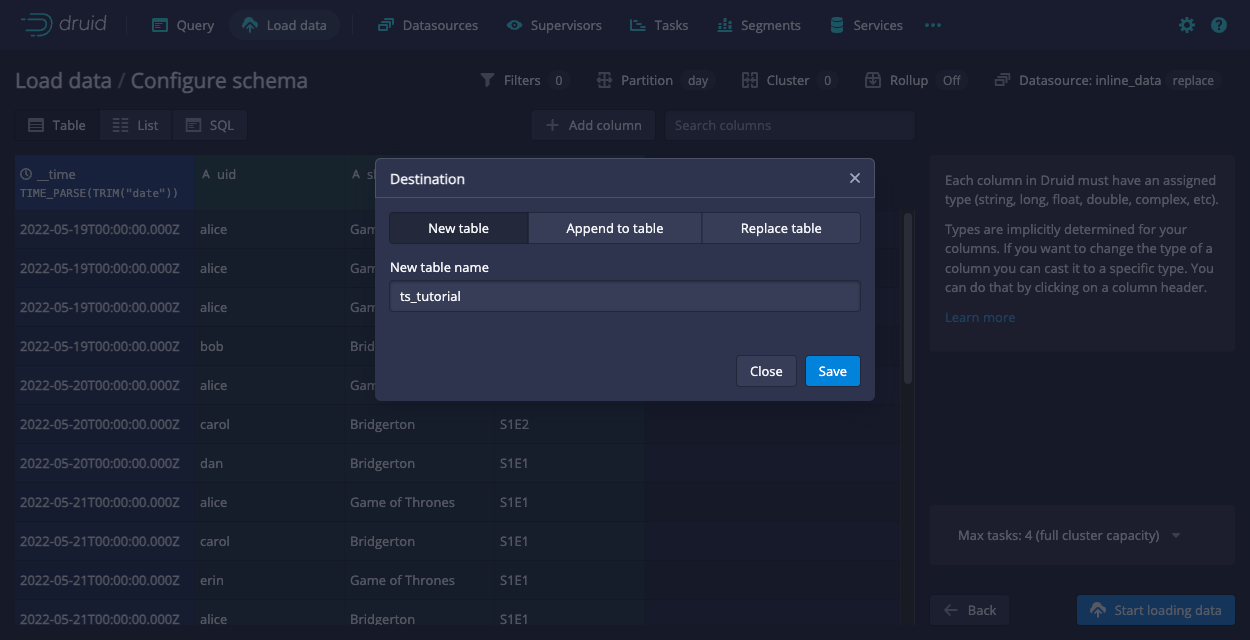 druid
Query
Load data
Datasources
Supervisors
Tasks
Segments
Services
Load data / Configure schema
Filters 0
Partition day
Cluster 0
Rollup Off
Datasource: inline_data replace
Table
List
SQL
Add column
Search columns
__time
TIME_PARSE(TRIM("date"))
A uid
A
Destination
New table
Append to table
Replace table
New table name
ts_tutorial
Close
Save
2022-05-19T00:00:00.000Z alice Gam
2022-05-19T00:00:00.000Z alice Gam
2022-05-19T00:00:00.000Z alice Gam
2022-05-19T00:00:00.000Z bob Brid
2022-05-20T00:00:00.000Z alice Gam
2022-05-20T00:00:00.000Z carol Bridgerton S1E2
2022-05-20T00:00:00.000Z dan Bridgerton S1E1
2022-05-21T00:00:00.000Z alice Game of Thrones S1E1
2022-05-21T00:00:00.000Z carol Bridgerton S1E1
2022-05-21T00:00:00.000Z erin Game of Thrones S1E1
2022-05-21T00:00:00.000Z alice Bridgerton S1E1
Each column in Druid must have an assigned
type (string, long, float, double, complex, etc).
Types are implicitly determined for your
columns. If you want to change the type of a
column you can cast it to a specific type. You
can do that by clicking on a column header.
Learn more
Max tasks: 4 (full cluster capacity)
Back
Start loading data